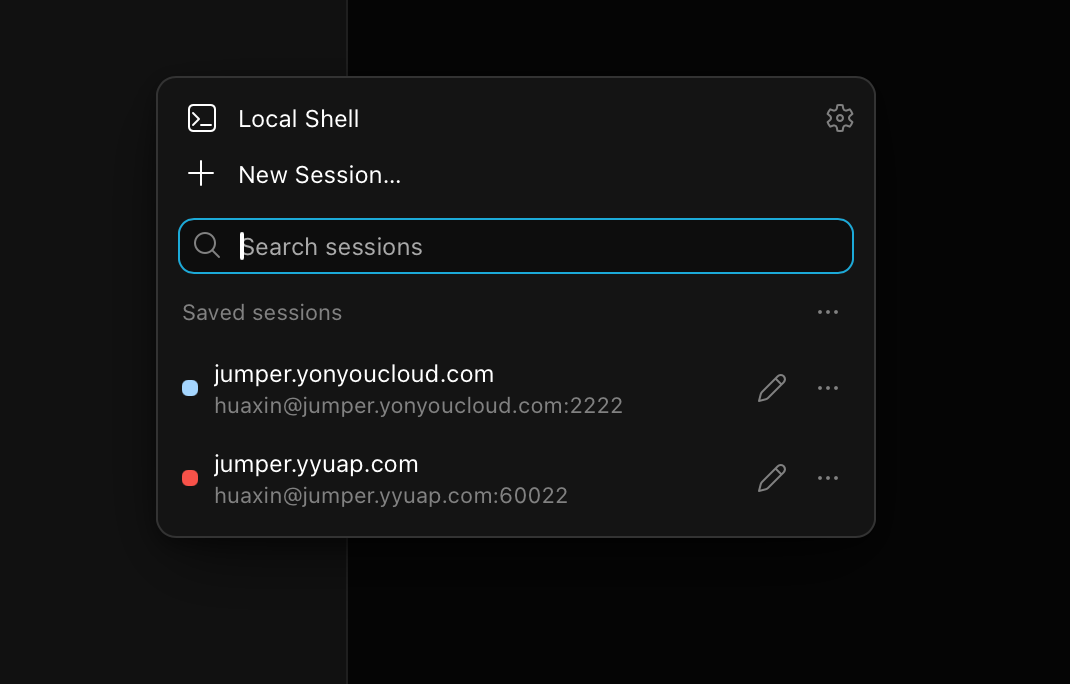 Local Shell
New Session...
Search sessions
Saved sessions
jumper.yonyoucloud.com
huaxin@jumper.yonyoucloud.com:2222
jumper.yyuap.com
huaxin@jumper.yyuap.com:60022